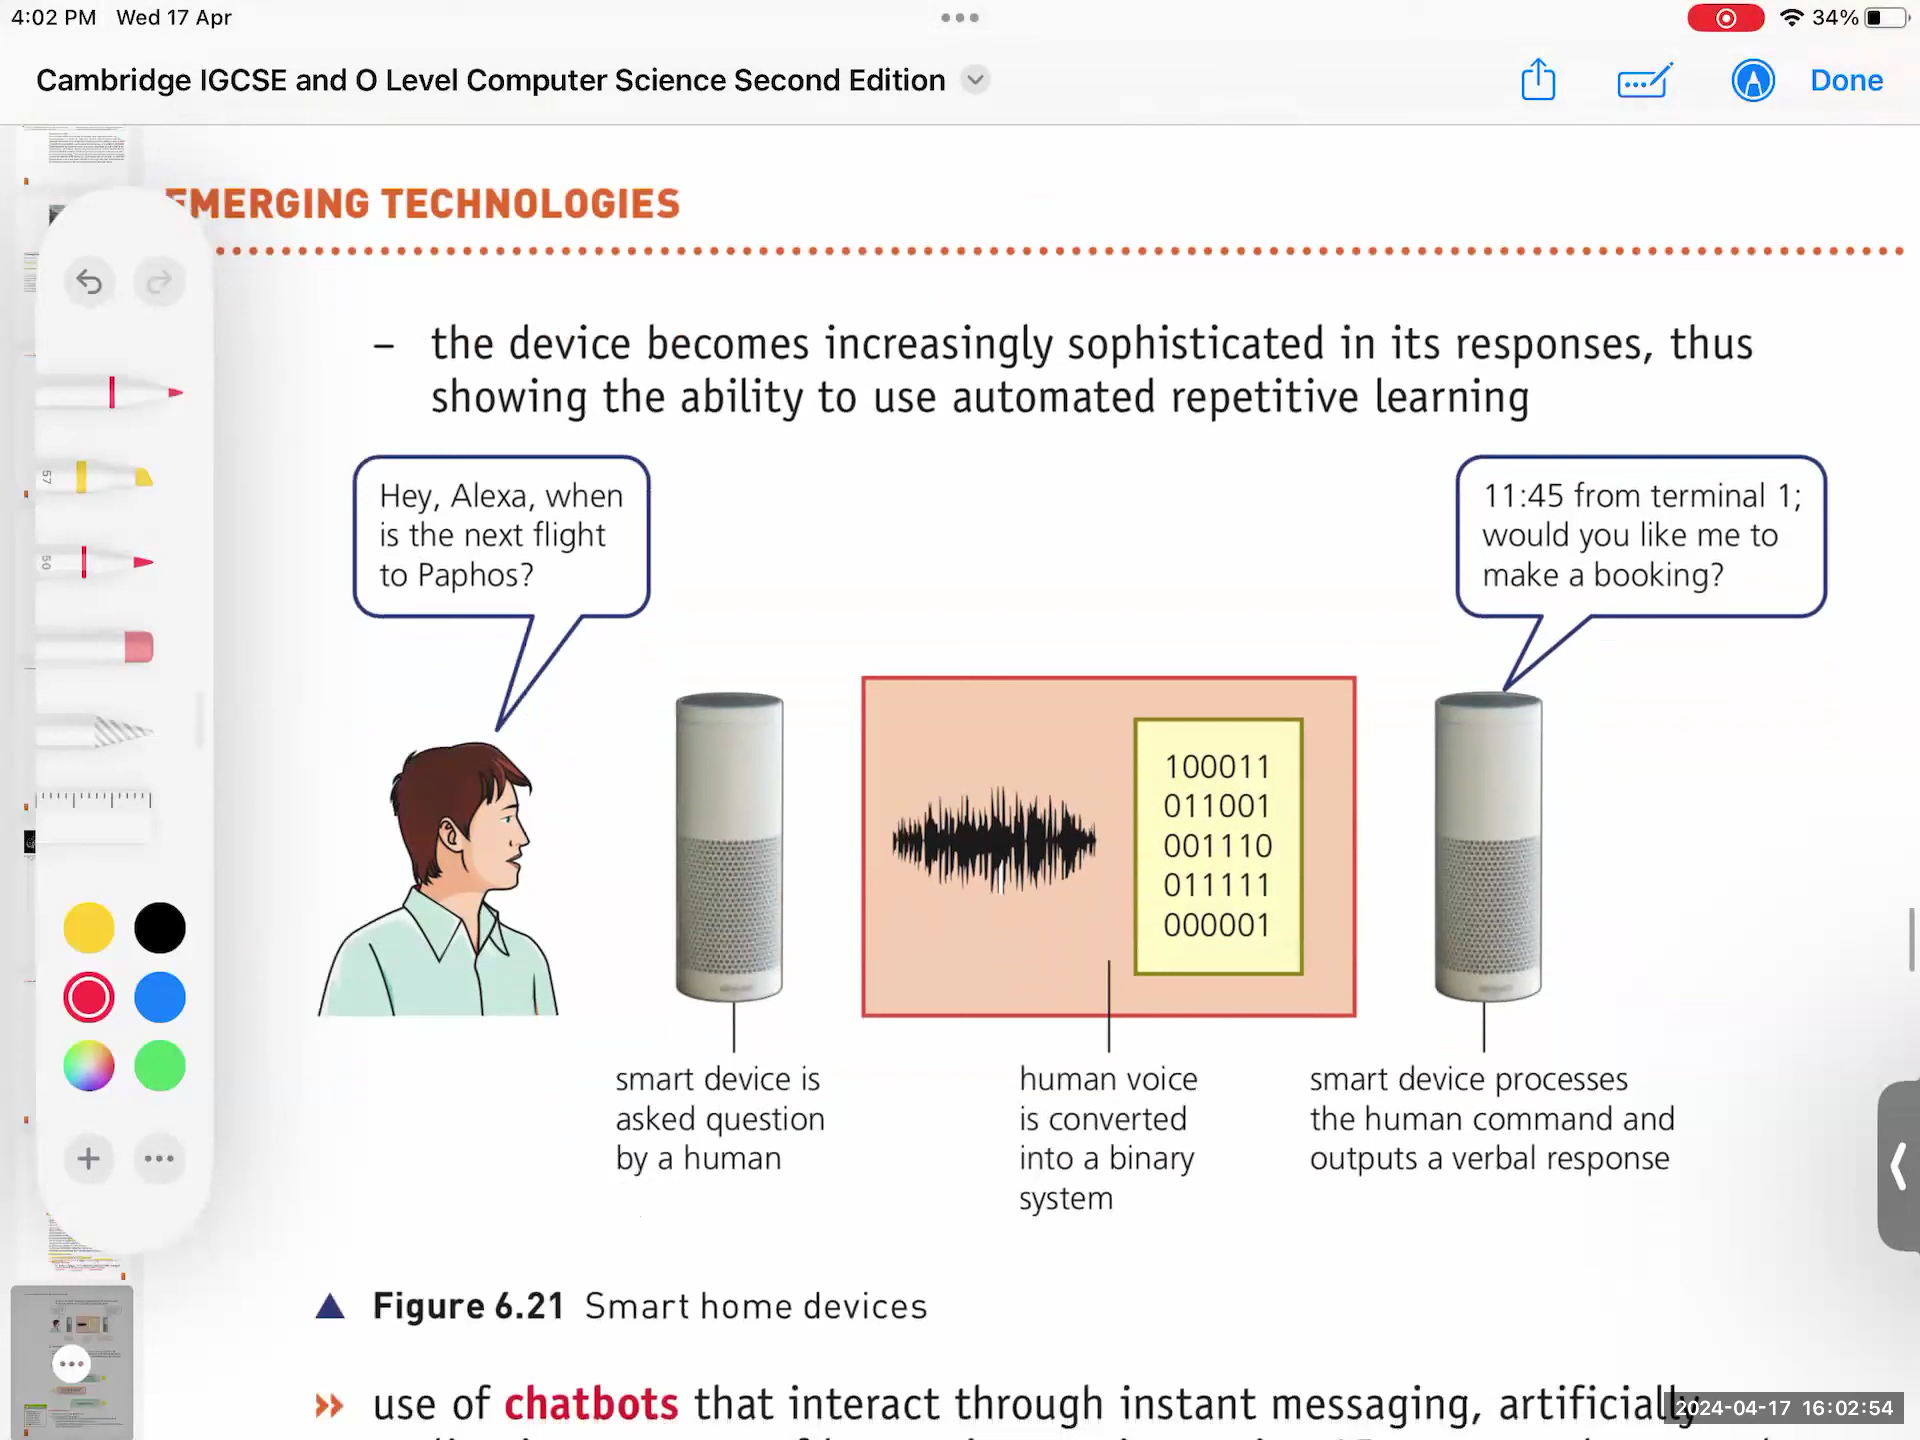 4:02 PM Wed 17 Apr
34%
Cambridge IGCSE and O Level Computer Science Second Edition
Done
EMERGING TECHNOLOGIES
– the device becomes increasingly sophisticated in its responses, thus
showing the ability to use automated repetitive learning
Hey, Alexa, when
is the next flight
to Paphos?
11:45 from terminal 1;
would you like me to
make a booking?
57
50
100011
011001
001110
011111
000001
smart device is
asked question
by a human
human voice
is converted
into a binary
system
smart device processes
the human command and
outputs a verbal response
▲ Figure 6.21 Smart home devices
use of chatbots that interact through instant messaging, artificially
2024-04-17 16:02:54